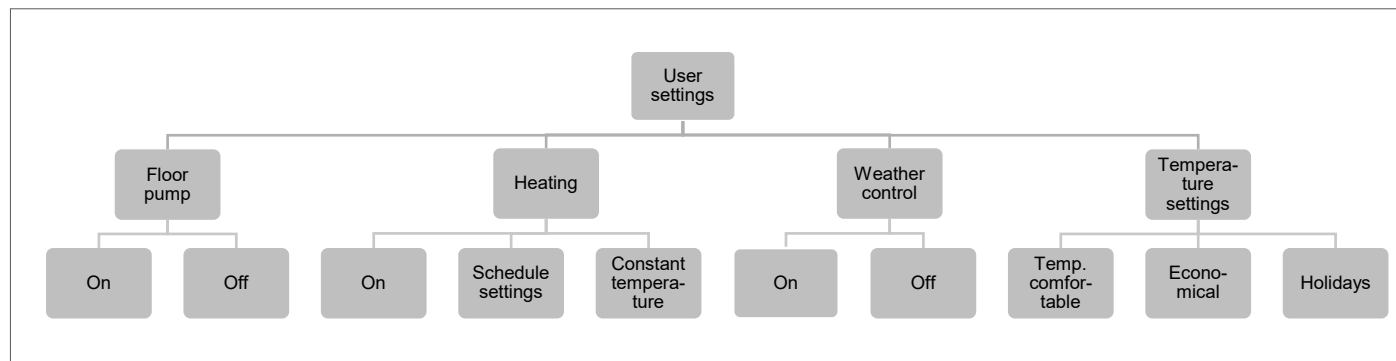 User
settings
Floor
pump
Heating
Weather
control
Tempera-
ture
settings
On
Off
On
Schedule
settings
Constant
tempera-
ture
On
Off
Temp.
comfor-
table
Econo-
mical
Holidays